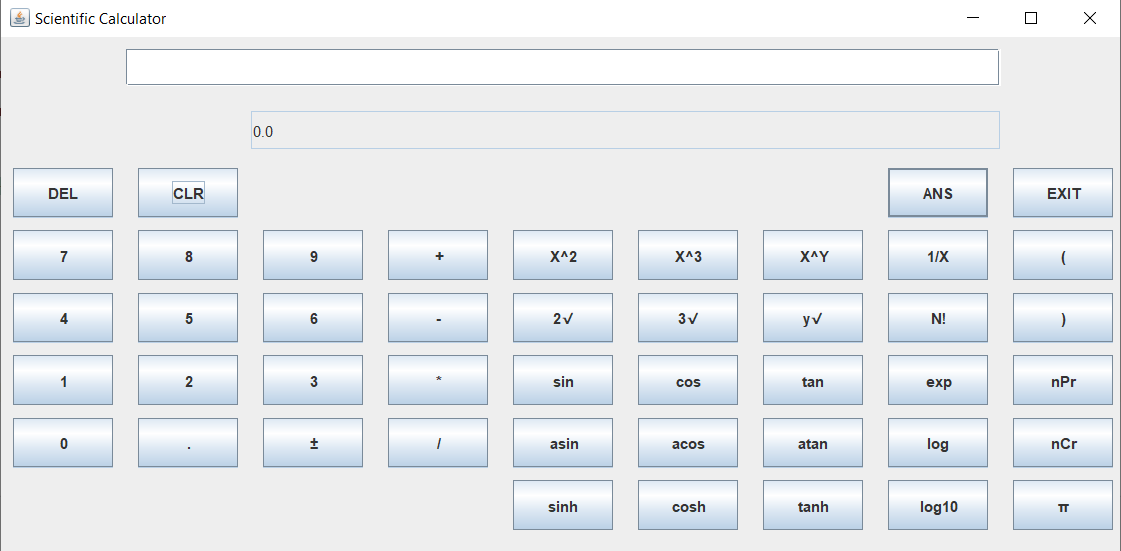 Scientific Calculator
0.0
DEL CLR ANS EXIT
7 8 9 + X^2 X^3 X^Y 1/X (
4 5 6 - 2√ 3√ y√ N! )
1 2 3 * sin cos tan exp nPr
0 . ± / asin acos atan log nCr
sinh cosh tanh log10 π